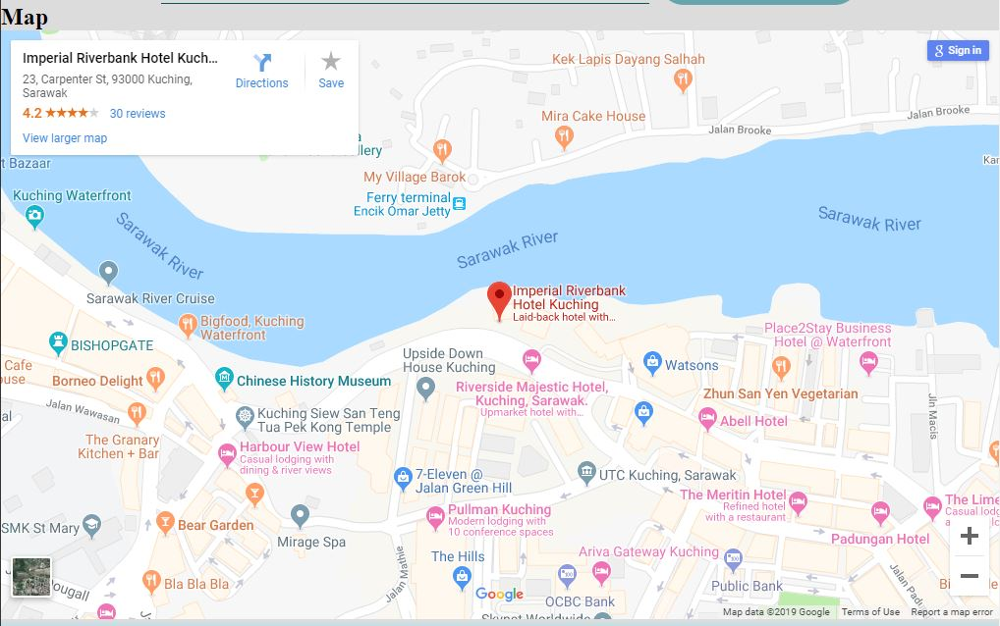 Map
Imperial Riverbank Hotel Kuch...
23, Carpenter St, 93000 Kuching,
Sarawak
4.2
30 reviews
View larger map
Directions
Save
Sign in
Kek Lapis Dayang Salhah
Mira Cake House
Jalan Brooke
Jalan Brooke
My Village Barok
Ferry terminal
Encik Omar Jetty
t Bazaar
Kuching Waterfront
Sarawak River
Sarawak River
Sarawak River
Sarawak River Cruise
Imperial Riverbank
Hotel Kuching
Laid-back hotel with...
Bigfood, Kuching
Waterfront
BISHOPGATE
Place2Stay Business
Hotel @ Waterfront
Upside Down
House Kuching
Cafe
Borneo Delight
Chinese History Museum
Watsons
Riverside Majestic Hotel,
Kuching, Sarawak.
Upmarket hotel with...
Zhun San Yen Vegetarian
Jalan Wawasan
Kuching Siew San Teng
Tua Pek Kong Temple
Abell Hotel
Jln Macis
The Granary
Kitchen + Bar
Harbour View Hotel
Casual lodging with
dining & river views
7-Eleven @
Jalan Green Hill
UTC Kuching, Sarawak
The Meritin Hotel
Refined hotel
with a restaurant
The Lime
Casual lodg
SMK St Mary
Bear Garden
Mirage Spa
Pullman Kuching
Modern lodging with
10 conference spaces
Padungan Hotel
The Hills
Ariva Gateway Kuching
Jalan Mathie
Bla Bla Bla
OCBC Bank
Public Bank
Jalan Padu
Google
Skypot Worldwide
Map data ©2019 Google
Terms of Use
Report a map error